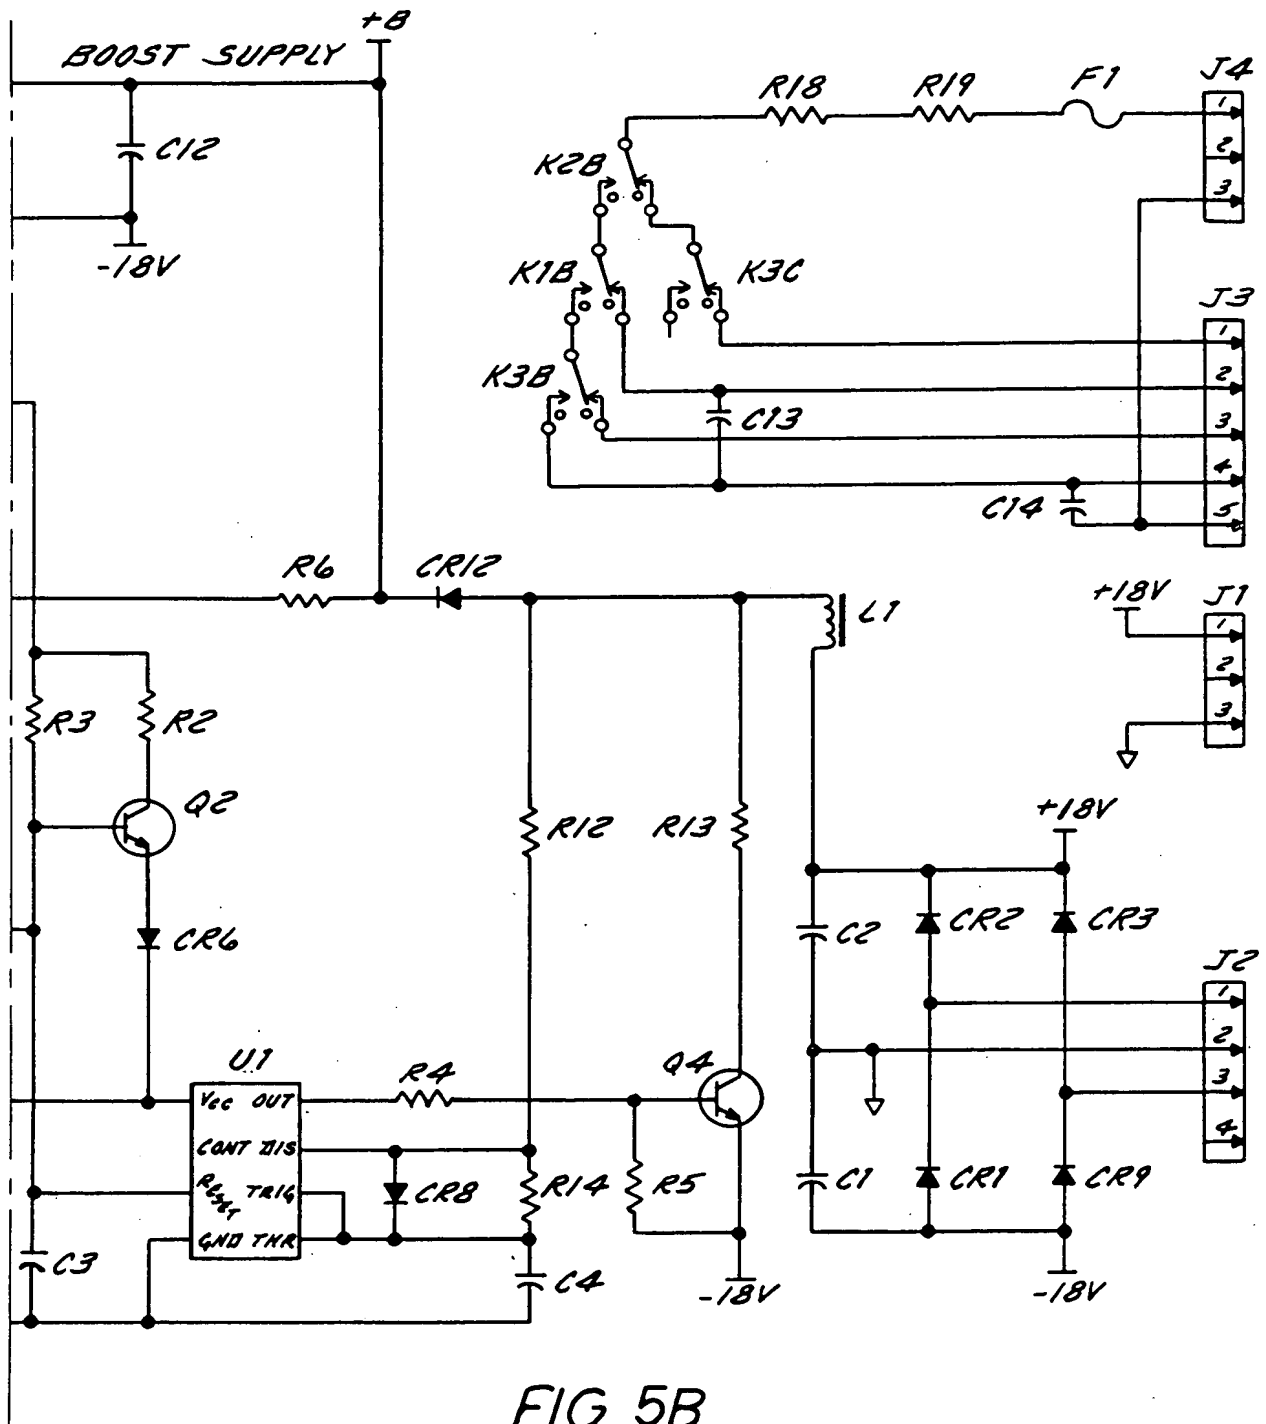 +B
BOOST SUPPLY
C12
-18V
R18
R19
F1
J4
1
2
3
K2B
K1B
K3C
K3B
J3
1
2
3
4
5
C13
C14
R6
CR12
L1
+18V
J1
1
2
3
R3
R2
Q2
R12
R13
+18V
CR6
C2
CR2
CR3
J2
1
2
3
4
U1
VCC OUT
CONT DIS
RESET TRIG
GND THR
R4
Q4
CR8
R14
R5
C1
CR1
CR9
C3
C4
-18V
-18V
FIG 5B